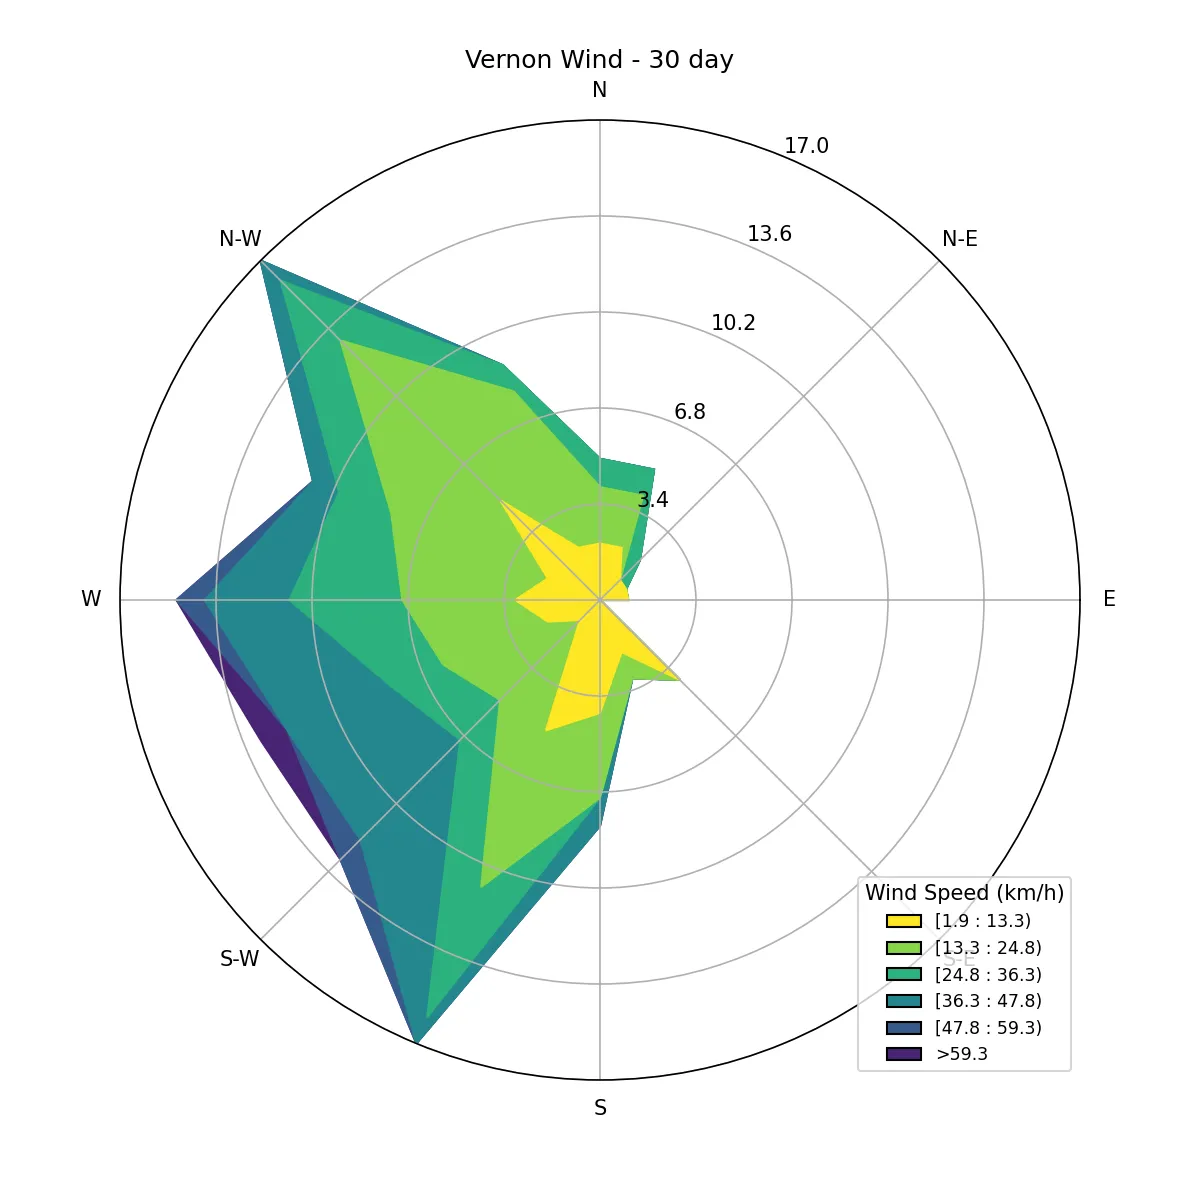 Vernon Wind - 30 day
N
17.0
13.6
N-W
N-E
10.2
6.8
3.4
W
E
S-W
S-E
S
Wind Speed (km/h)
[1.9 : 13.3)
[13.3 : 24.8)
[24.8 : 36.3)
[36.3 : 47.8)
[47.8 : 59.3)
>59.3